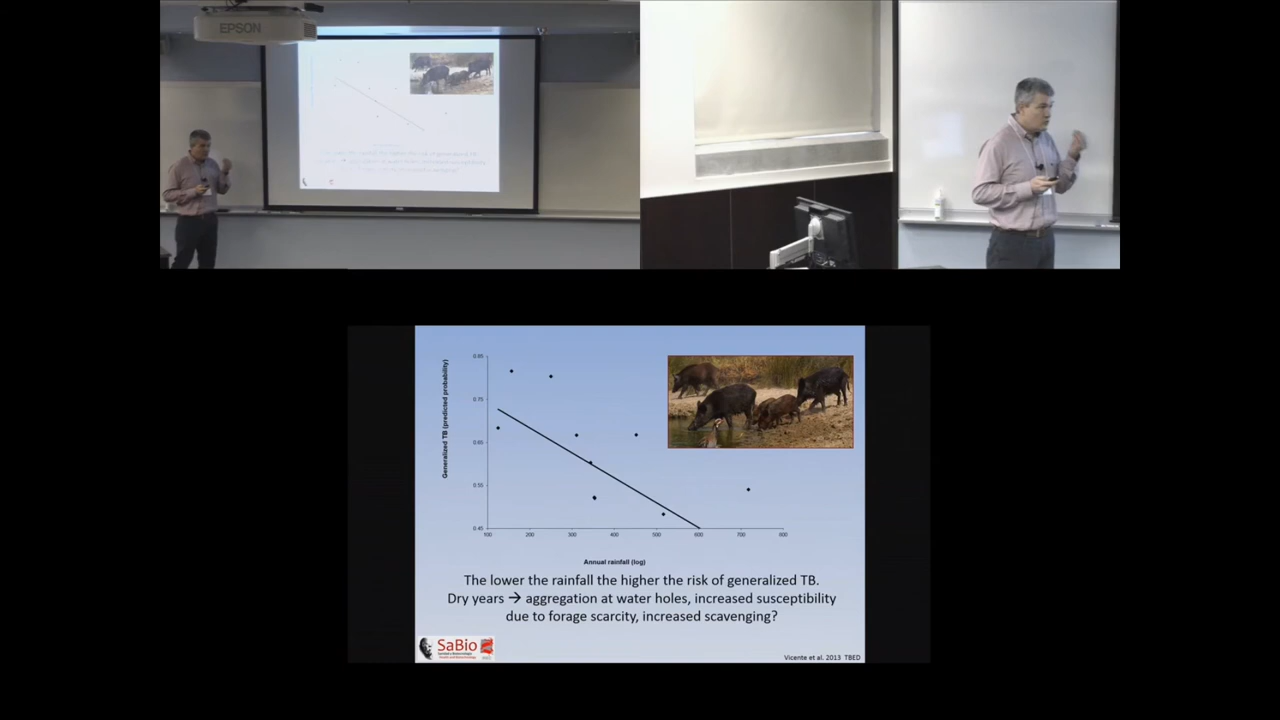 EPSON
0.85
0.75
0.65
0.55
0.45
Generalized TB (predicted probability)
100 200 300 400 500 600 700 800
Annual rainfall (log)
The lower the rainfall the higher the risk of generalized TB.
Dry years → aggregation at water holes, increased susceptibility
due to forage scarcity, increased scavenging?
SaBio
Vicente et al. 2013 TBED